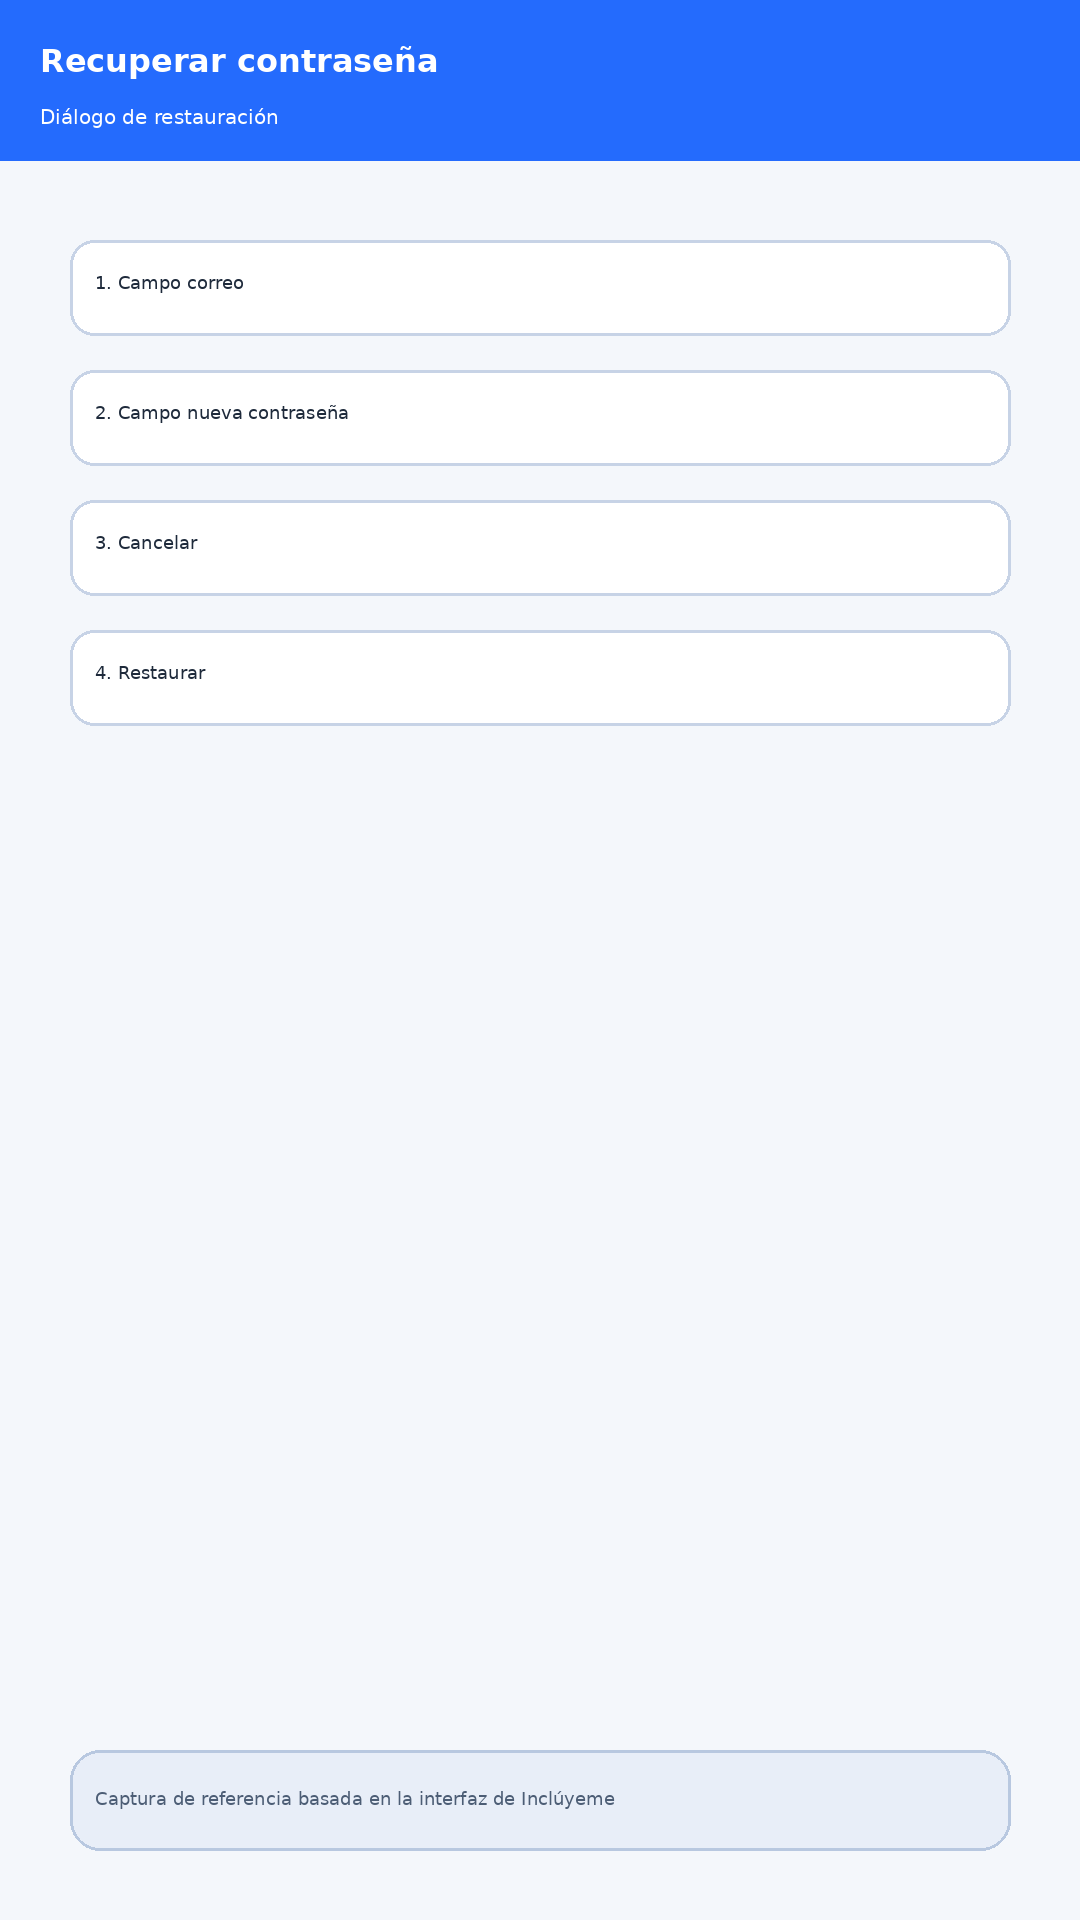 Recuperar contraseña
Diálogo de restauración
1. Campo correo
2. Campo nueva contraseña
3. Cancelar
4. Restaurar
Captura de referencia basada en la interfaz de Inclúyeme